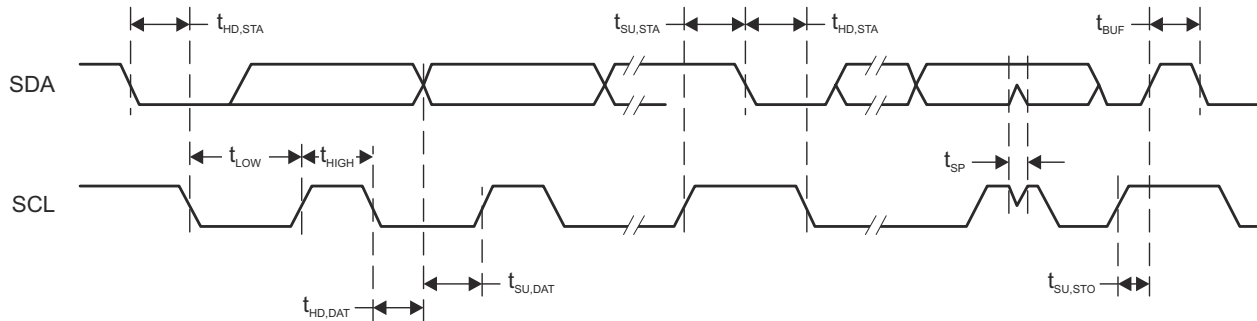 tHD,STA
tSU,STA
tHD,STA
tBUF
SDA
tLOW
tHIGH
tSP
SCL
tSU,DAT
tHD,DAT
tSU,STO